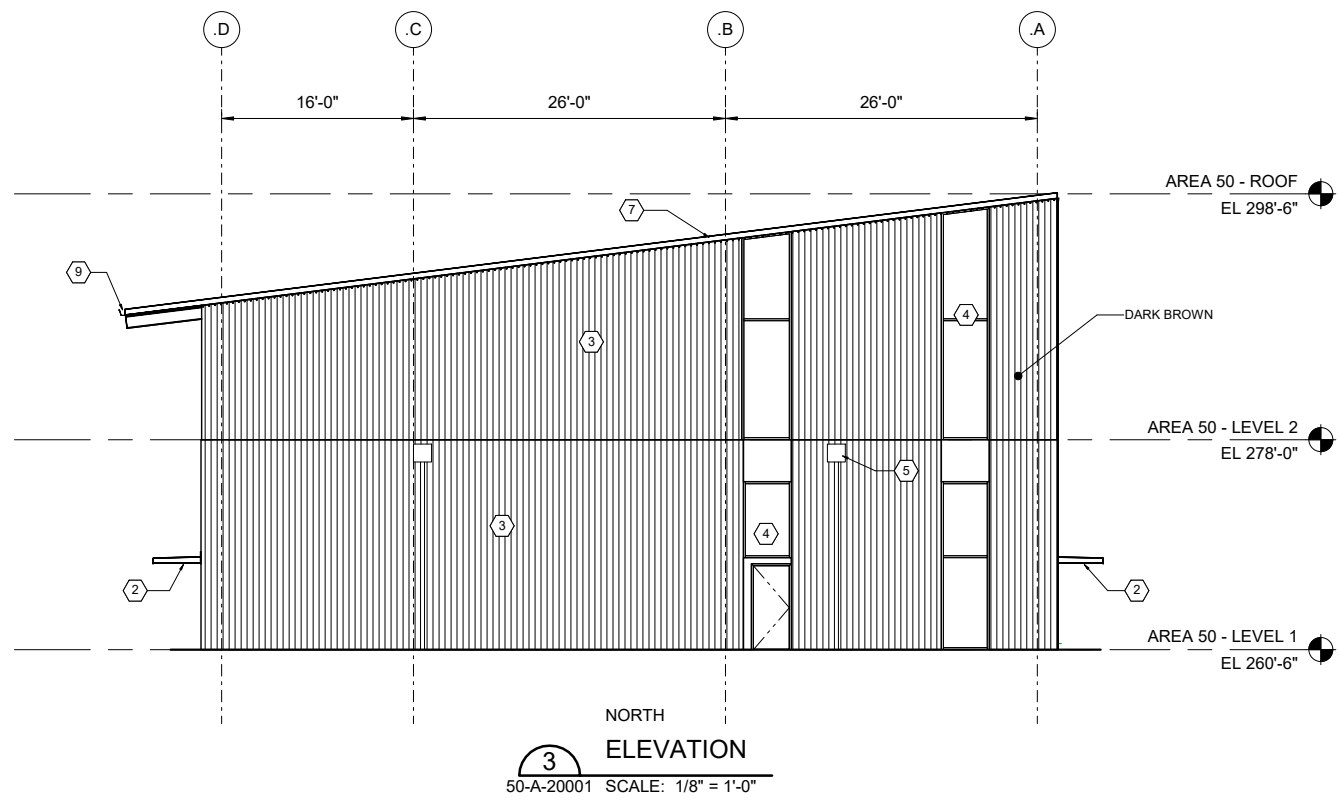 .D
.C
.B
.A
16'-0"
26'-0"
26'-0"
AREA 50 - ROOF
EL 298'-6"
7
9
4
DARK BROWN
3
AREA 50 - LEVEL 2
EL 278'-0"
5
3
4
2
2
AREA 50 - LEVEL 1
EL 260'-6"
NORTH
3
ELEVATION
50-A-20001 SCALE: 1/8" = 1'-0"